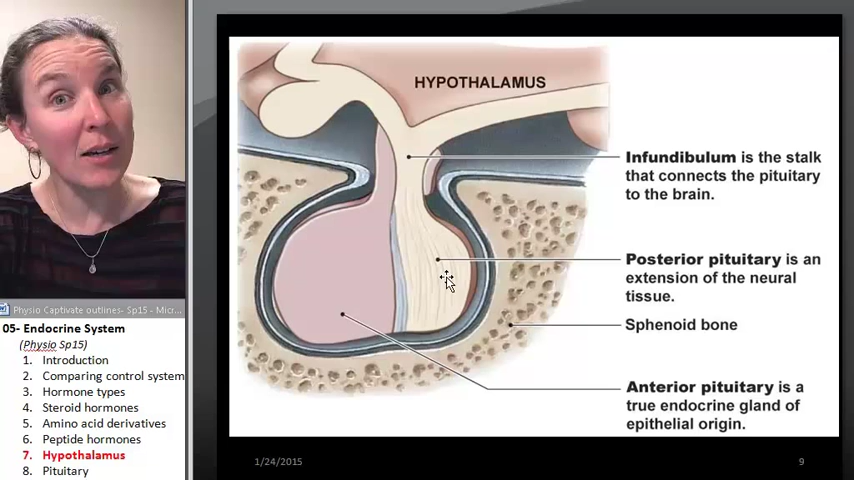 HYPOTHALAMUS
Infundibulum is the stalk
that connects the pituitary
to the brain.
Posterior pituitary is an
extension of the neural
tissue.
Sphenoid bone
Anterior pituitary is a
true endocrine gland of
epithelial origin.
1/24/2015
9
Physio Captivate outlines- Sp15 - Micr...
05- Endocrine System
(Physio Sp15)
1. Introduction
2. Comparing control system
3. Hormone types
4. Steroid hormones
5. Amino acid derivatives
6. Peptide hormones
7. Hypothalamus
8. Pituitary